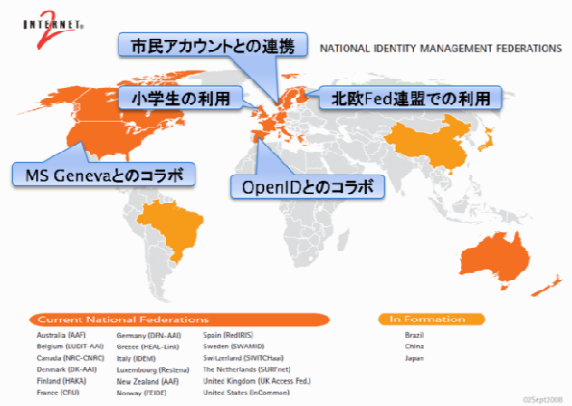 INTERNET
2
NATIONAL IDENTITY MANAGEMENT FEDERATIONS
市民アカウントとの連携
小学生の利用
北欧Fed連盟での利用
MS Genevaとのコラボ
OpenIDとのコラボ
Current National Federations
Australia (AAF)
Belgium (LUDIT-AAI)
Canada (NRC-CNRC)
Denmark (DK-AAI)
Finland (HAKA)
France (CRU)
Germany (DFN-AAI)
Greece (HEAL-Link)
Italy (IDEM)
Luxembourg (Restena)
New Zealand (AAF)
Norway (FEIDE)
Spain (RedIRIS)
Sweden (SWAMID)
Switzerland (SWITCHaai)
The Netherlands (SURFnet)
United Kingdom (UK Access Fed.)
United States (InCommon)
In Formation
Brazil
China
Japan
02Sept2008